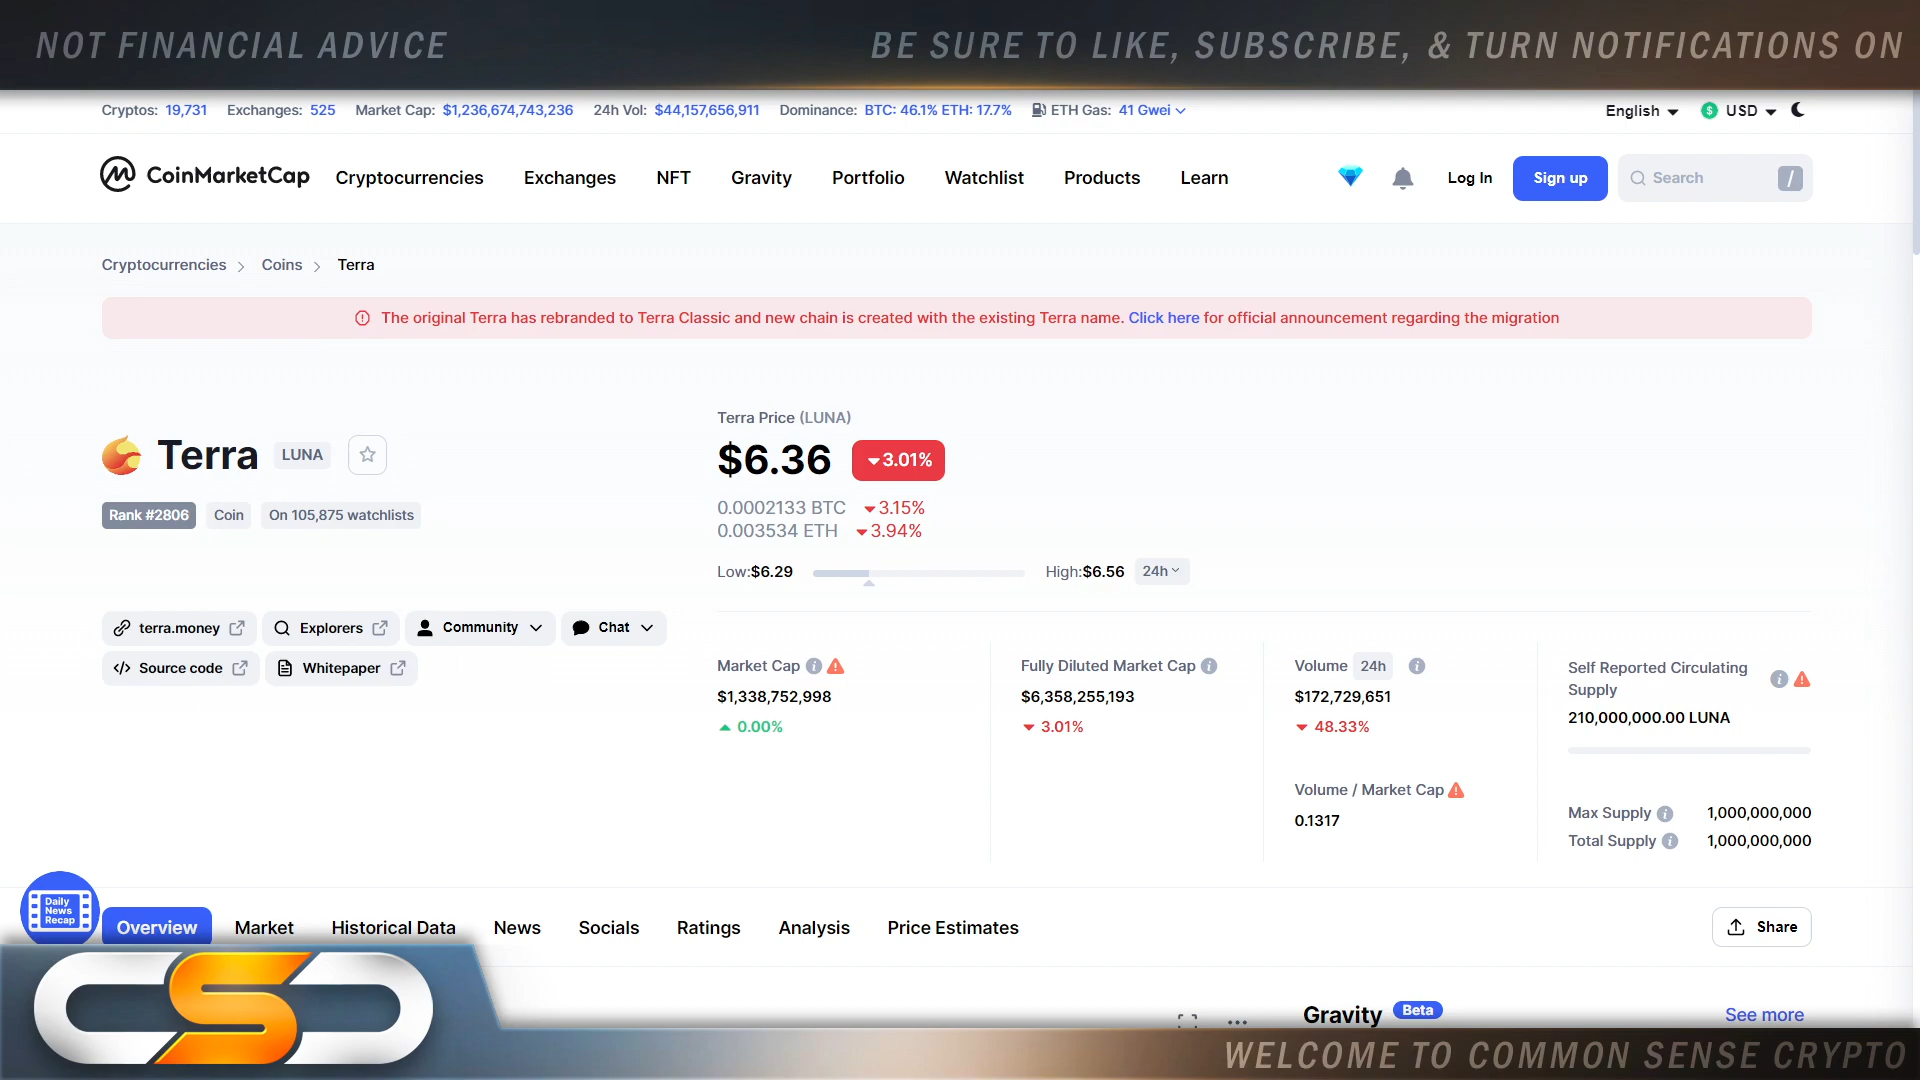 NOT FINANCIAL ADVICE
BE SURE TO LIKE, SUBSCRIBE, & TURN NOTIFICATIONS ON
Cryptos: 19,731 Exchanges: 525 Market Cap: $1,236,674,743,236 24h Vol: $44,157,656,911 Dominance: BTC: 46.1% ETH: 17.7% ETH Gas: 41 Gwei
English $ USD
CoinMarketCap Cryptocurrencies Exchanges NFT Gravity Portfolio Watchlist Products Learn
Log In Sign up Search /
Cryptocurrencies > Coins > Terra
The original Terra has rebranded to Terra Classic and new chain is created with the existing Terra name. Click here for official announcement regarding the migration
Terra LUNA
Rank #2806 Coin On 105,875 watchlists
terra.money Explorers Community Chat
</> Source code Whitepaper
Terra Price (LUNA)
$6.36 3.01%
0.0002133 BTC 3.15%
0.003534 ETH 3.94%
Low:$6.29 High:$6.56 24h
Market Cap
$1,338,752,998
0.00%
Fully Diluted Market Cap
$6,358,255,193
3.01%
Volume 24h
$172,729,651
48.33%
Volume / Market Cap
0.1317
Self Reported Circulating
Supply
210,000,000.00 LUNA
Max Supply 1,000,000,000
Total Supply 1,000,000,000
Daily
News
Recap
Overview Market Historical Data News Socials Ratings Analysis Price Estimates
Share
Gravity Beta
See more
CSC
WELCOME TO COMMON SENSE CRYPTO